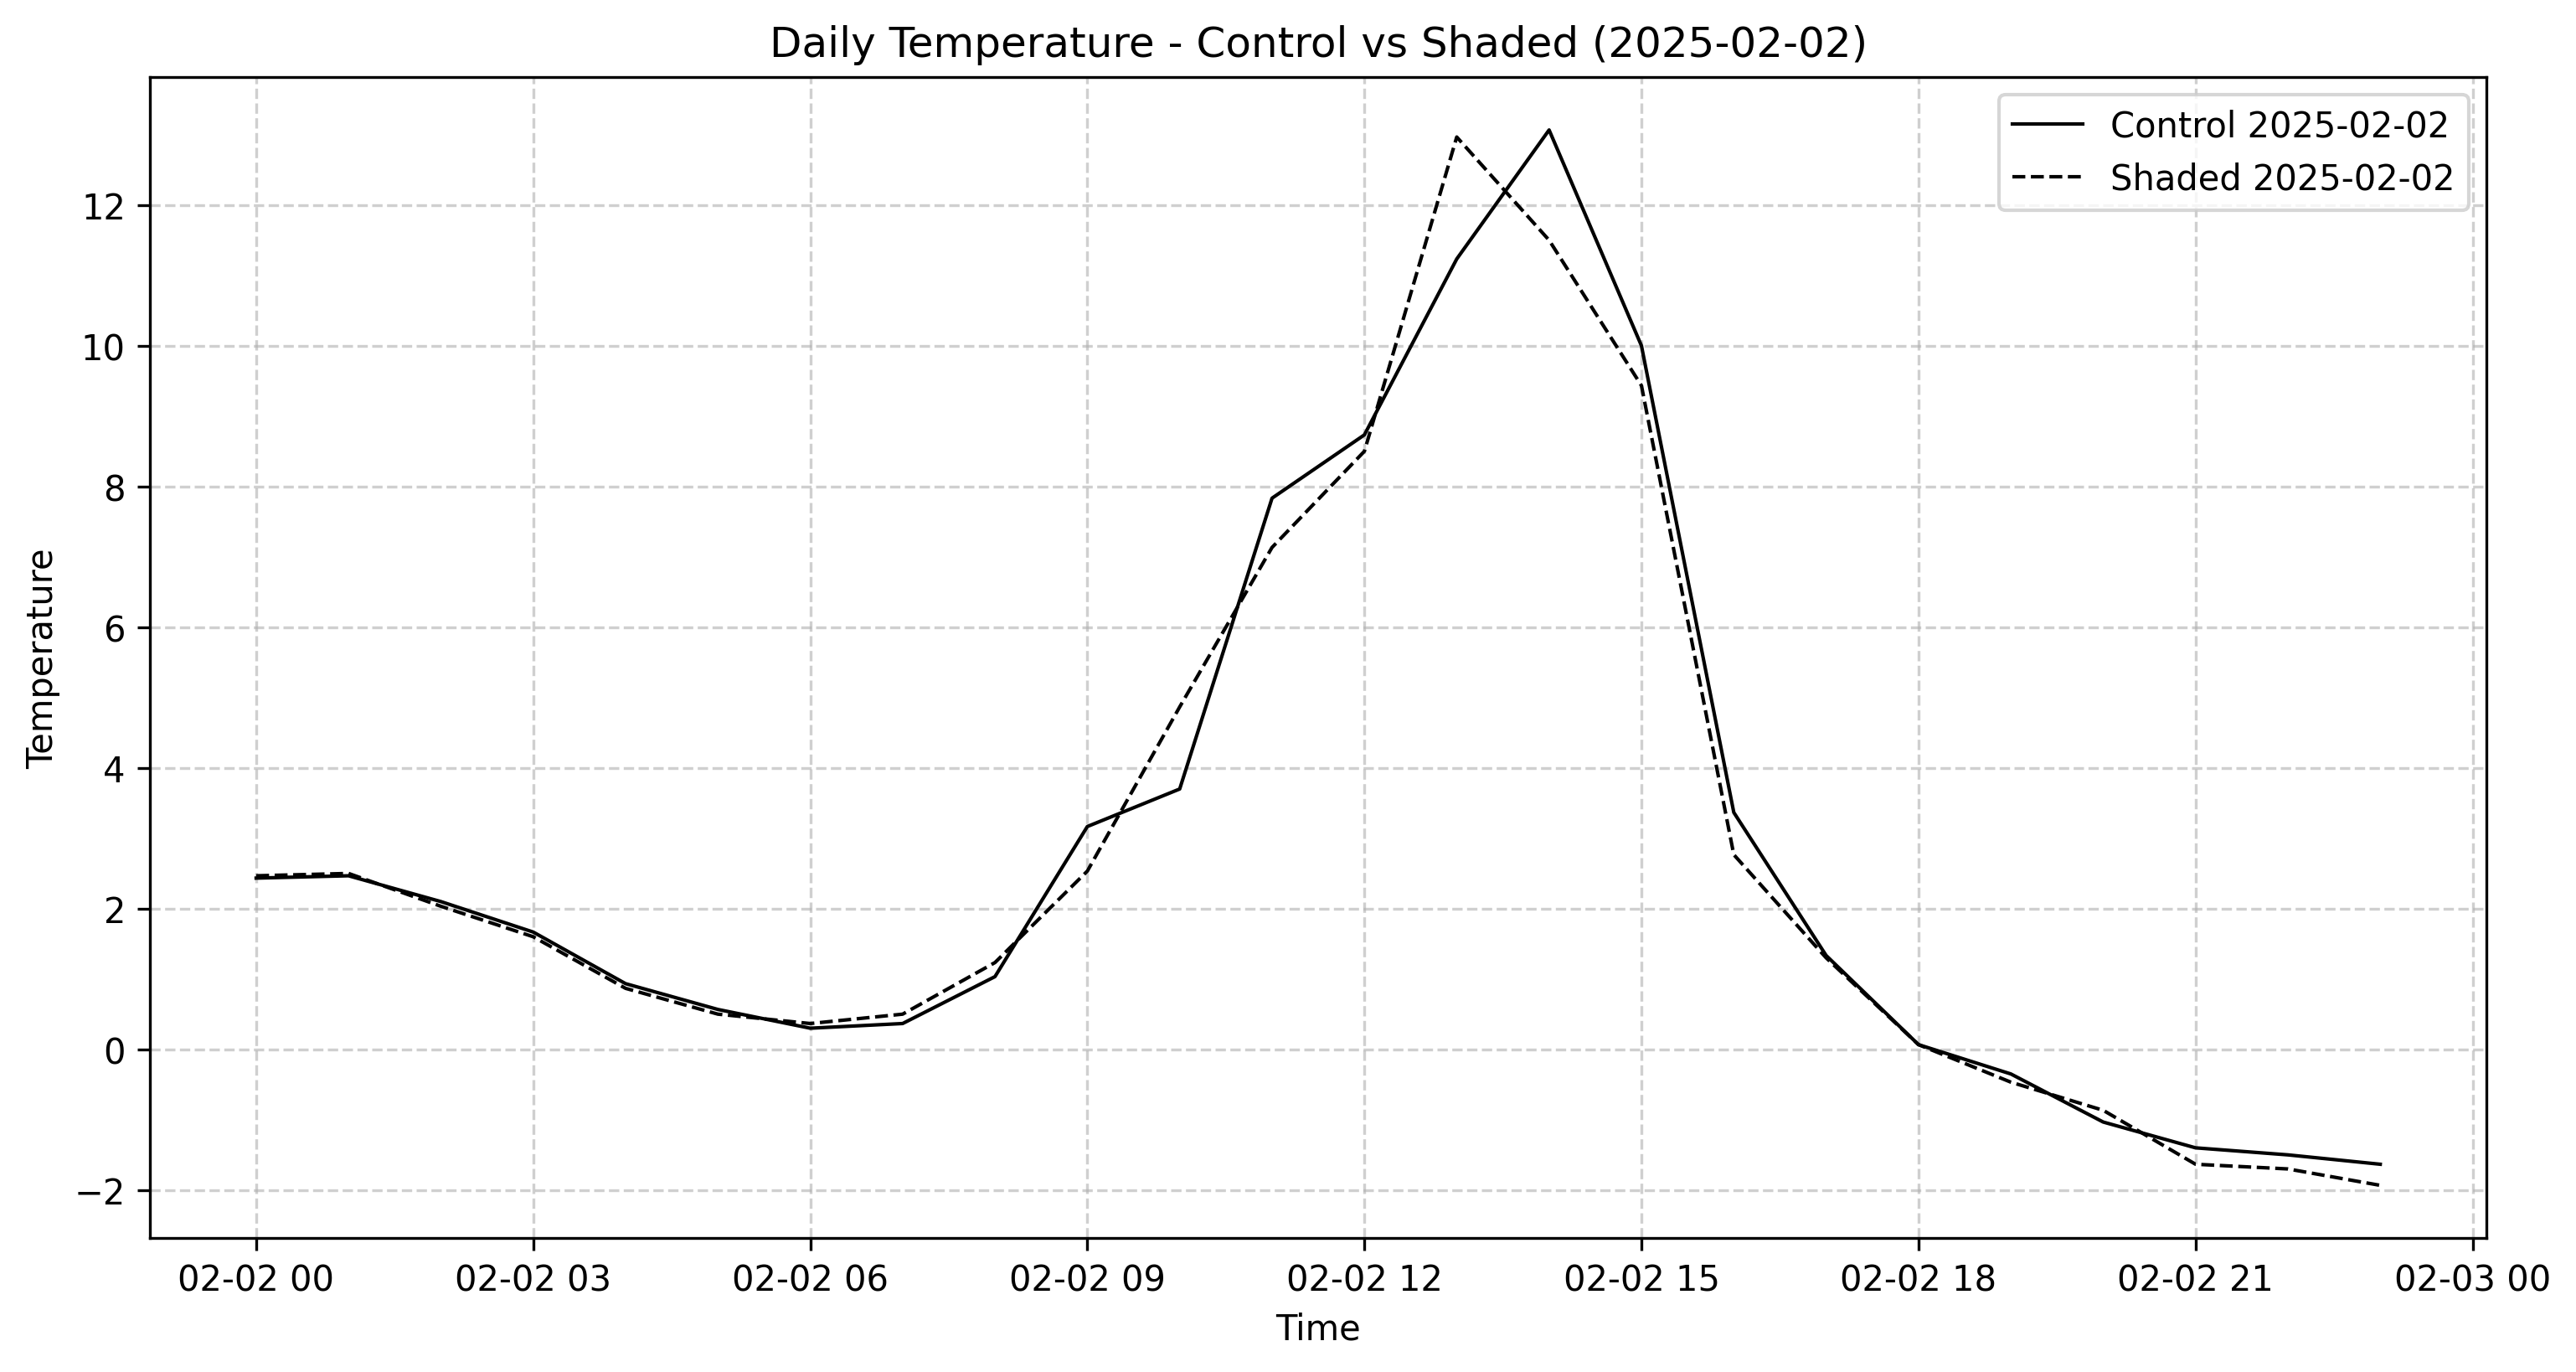 Daily Temperature - Control vs Shaded (2025-02-02)
Control 2025-02-02
Shaded 2025-02-02
Temperature
12
10
8
6
4
2
0
−2
02-02 00 02-02 03 02-02 06 02-02 09 02-02 12 02-02 15 02-02 18 02-02 21 02-03 00
Time